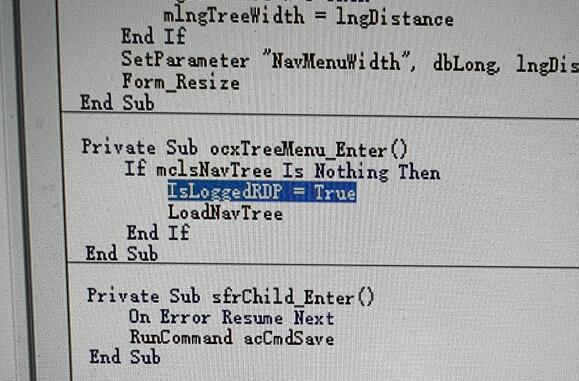 mlngTreeWidth = lngDistance
End If
SetParameter "NavMenuWidth", dbLong, lngDis
Form_Resize
End Sub
Private Sub ocxTreeMenu_Enter()
If mclsNavTree Is Nothing Then
IsLoggedRDP = True
LoadNavTree
End If
End Sub
Private Sub sfrChild_Enter()
On Error Resume Next
RunCommand acCmdSave
End Sub